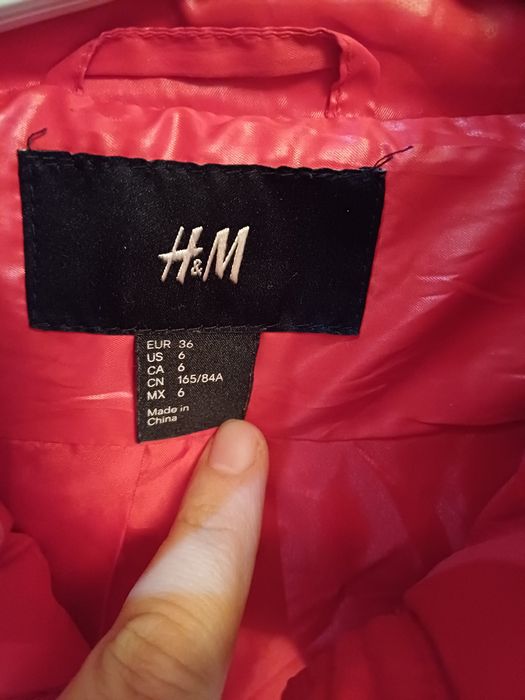 H&M
EUR 36
US 6
CA 6
CN 165/84A
MX 6
Made in
China